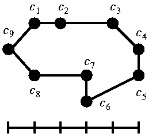 c₁ c₂ c₃
c₉ c₄
c₈ c₇ c₅
c₆